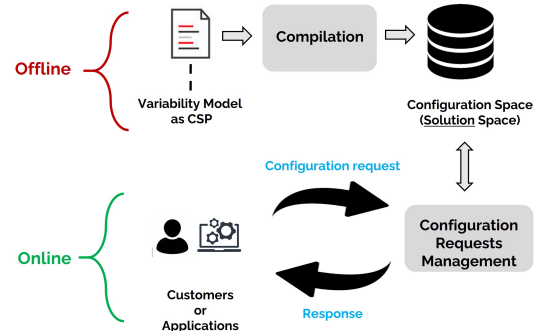 Compilation
Offline
Variability Model
as CSP
Configuration Space
(Solution Space)
Configuration request
Configuration
Requests
Management
Online
Customers
or
Applications
Response